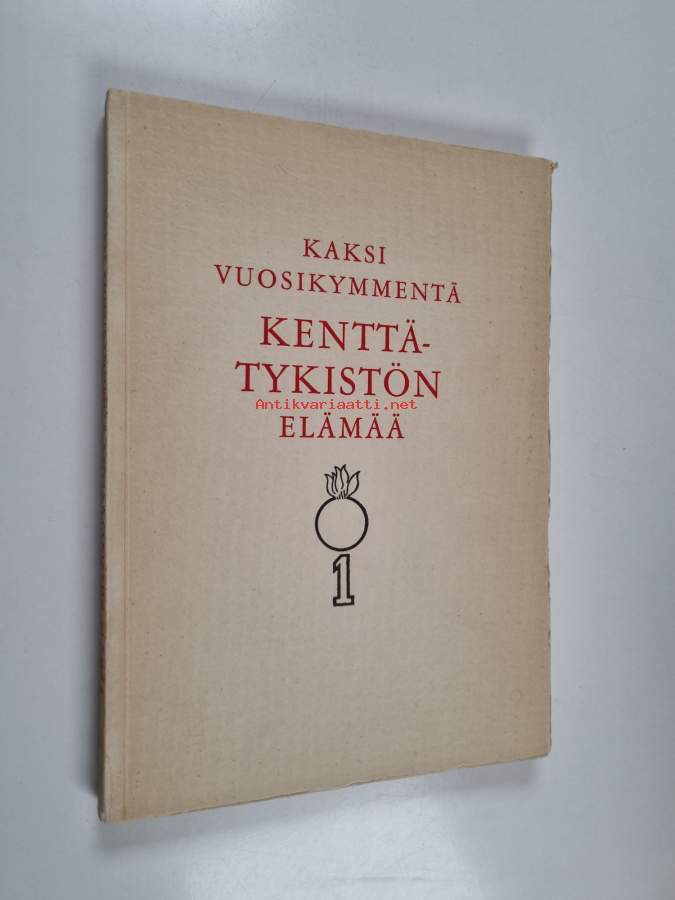 KAKSI
VUOSIKYMMENTÄ
KENTTÄ-
TYKISTÖN
Antikvariaatti.net
ELÄMÄÄ
1